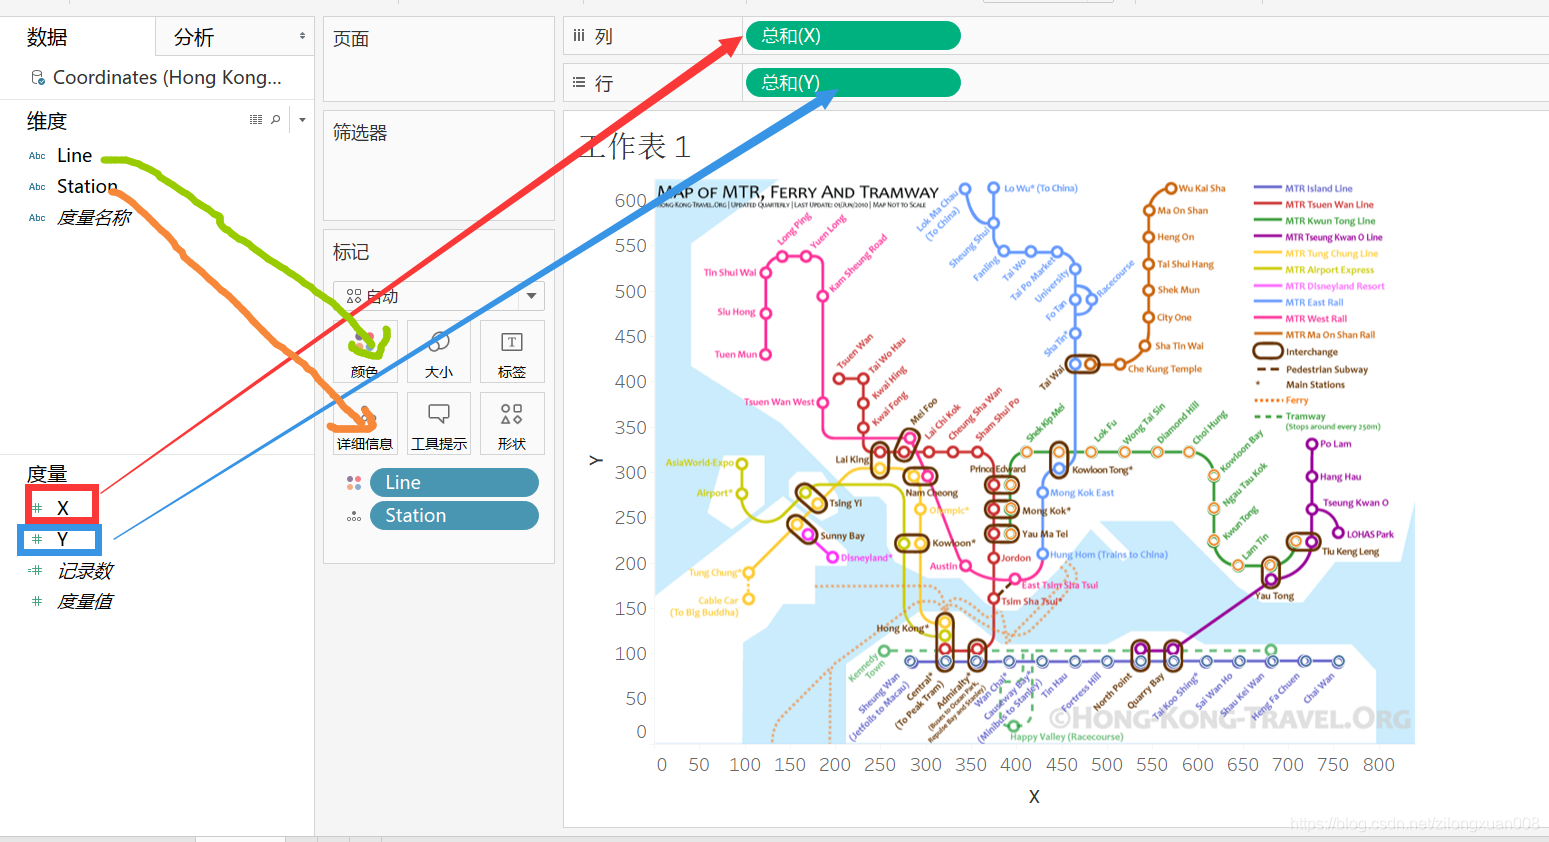 数据
分析
Coordinates (Hong Kong...
维度
Abc Line
Abc Station
Abc 度量名称
度量
# X
# Y
=# 记录数
# 度量值
页面
筛选器
标记
自动
颜色
大小
标签
详细信息
工具提示
形状
Line
Station
列
总和(X)
行
总和(Y)
工作表 1
Map of MTR, Ferry And Tramway
Hong-Kong-Travel.Org | Updated Quarterly | Last Update: 01/Jun/2010 | Map Not to Scale
Y
600
550
500
450
400
350
300
250
200
150
100
50
0
0 50 100 150 200 250 300 350 400 450 500 550 600 650 700 750 800
X
Long Ping
Yuen Long
Kam Sheung Road
Tin Shui Wai
Siu Hong
Tuen Mun
Tsuen Wan West
Tsuen Wan
Tai Wo Hau
Kwai Hing
Kwai Fong
Lai King
Mei Foo
Lai Chi Kok
Cheung Sha Wan
Sham Shui Po
Lok Ma Chau
(To China)
Lo Wu* (To China)
Sheung Shui
Fanling
Tai Wo
Tai Po Market
University
Racecourse
Fo Tan
Sha Tin*
Tai Wai
Wu Kai Sha
Ma On Shan
Heng On
Tai Shui Hang
Shek Mun
City One
Sha Tin Wai
Che Kung Temple
MTR Island Line
MTR Tsuen Wan Line
MTR Kwun Tong Line
MTR Tseung Kwan O Line
MTR Tung Chung Line
MTR Airport Express
MTR Disneyland Resort
MTR East Rail
MTR West Rail
MTR Ma On Shan Rail
Interchange
Pedestrian Subway
* Main Stations
Ferry
Tramway
(Stops around every 250m)
Shek Kip Mei
Lok Fu
Wong Tai Sin
Diamond Hill
Choi Hung
Kowloon Bay
Ngau Tau Kok
Kwun Tong
Lam Tin
Yau Tong
Po Lam
Hang Hau
Tseung Kwan O
LOHAS Park
Tiu Keng Leng
Prince Edward
Kowloon Tong*
Mong Kok East
Mong Kok*
Yau Ma Tei
Jordon
Hung Hom (Trains to China)
Austin
East Tsim Sha Tsui
Tsim Sha Tsui*
AsiaWorld-Expo
Airport*
Tsing Yi
Nam Cheong
Olympic*
Sunny Bay
Kowloon*
Disneyland*
Tung Chung*
Cable Car
(To Big Buddha)
Hong Kong*
Kennedy
Town
Sheung Wan
(Jetfoils to Macau)
Central*
(To Peak Tram)
Admiralty*
(Buses to Ocean Park,
Repulse Bay and Stanley)
Wan Chai*
Causeway Bay*
(Minibus to Stanley)
Tin Hau
Fortress Hill
North Point
Quarry Bay
Tai Koo Shing*
Sai Wan Ho
Shau Kei Wan
Heng Fa Chuen
Chai Wan
Happy Valley (Racecourse)
©Hong-Kong-Travel.Org
https://blog.csdn.net/zilongxuan008